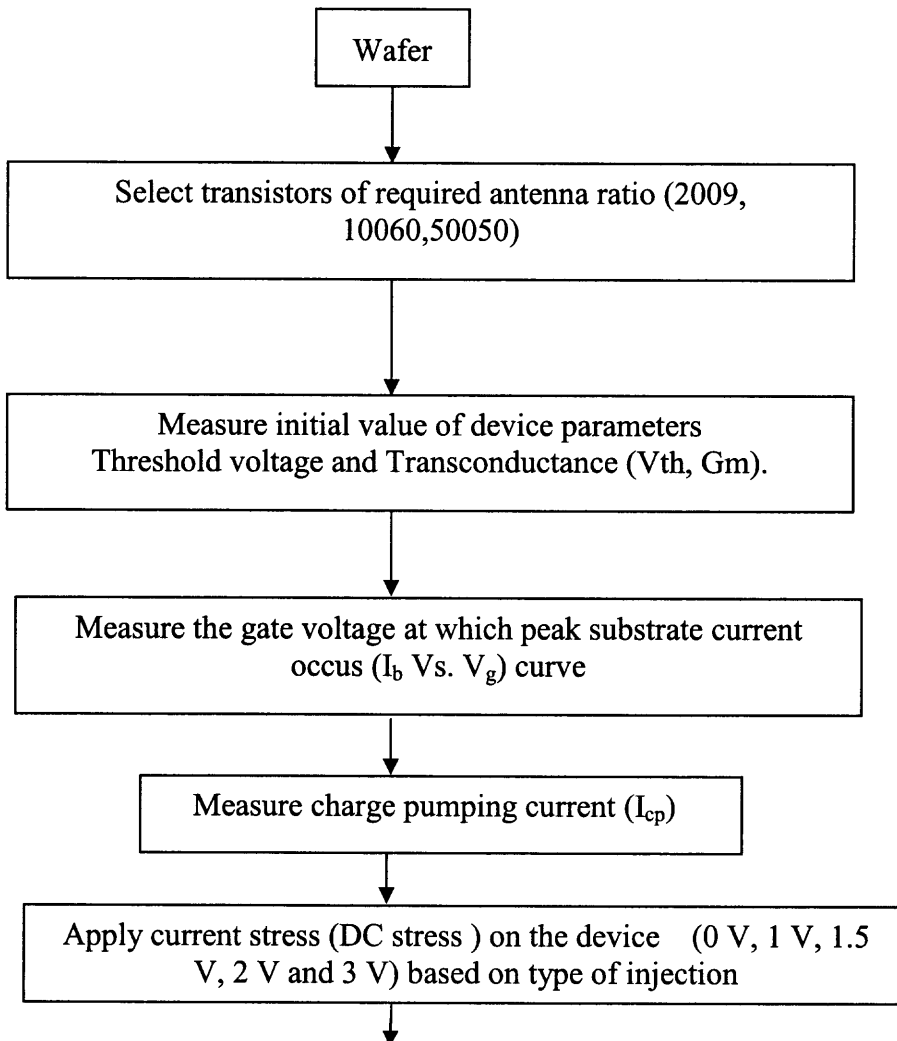 Wafer
Select transistors of required antenna ratio (2009,
10060,50050)
Measure initial value of device parameters
Threshold voltage and Transconductance (Vth, Gm).
Measure the gate voltage at which peak substrate current
occus (I_b Vs. V_g) curve
Measure charge pumping current (I_cp)
Apply current stress (DC stress ) on the device (0 V, 1 V, 1.5
V, 2 V and 3 V) based on type of injection